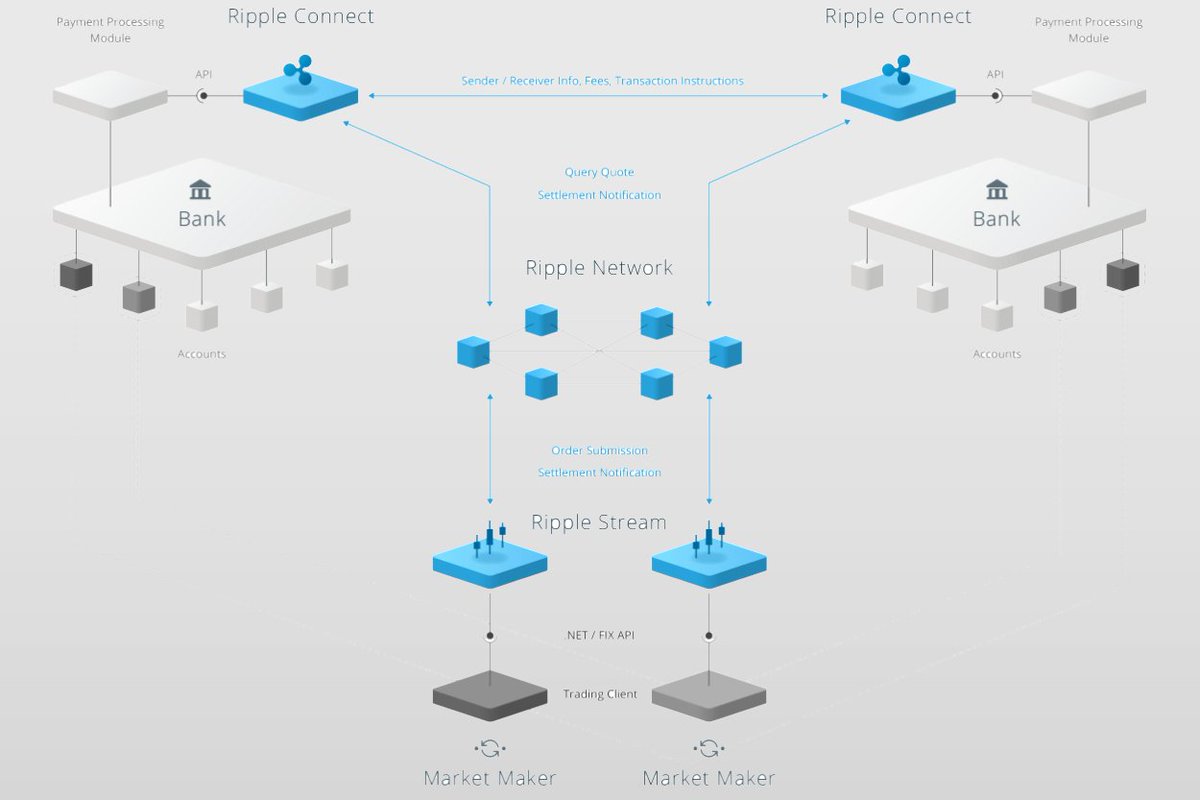 Payment Processing
Module
Ripple Connect
Ripple Connect
Payment Processing
Module
API
Sender / Receiver Info, Fees, Transaction Instructions
API
Query Quote
Settlement Notification
Bank
Bank
Ripple Network
Accounts
Accounts
Order Submission
Settlement Notification
Ripple Stream
.NET / FIX API
Trading Client
Market Maker
Market Maker